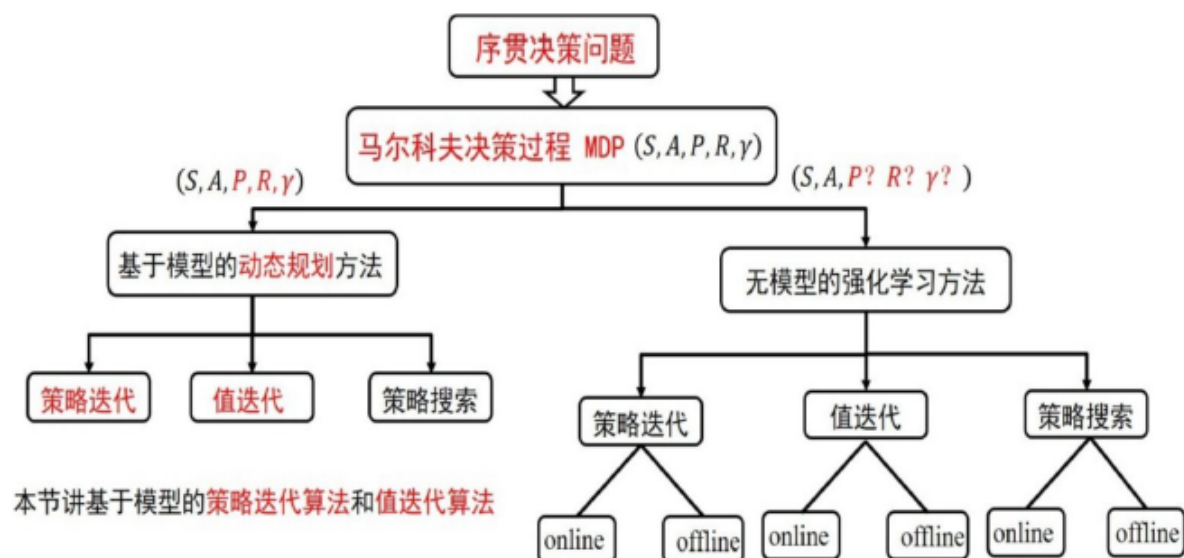 序贯决策问题
马尔科夫决策过程 MDP (S, A, P, R, γ)
(S, A, P, R, γ)
(S, A, P? R? γ? )
基于模型的动态规划方法
无模型的强化学习方法
策略迭代
值迭代
策略搜索
策略迭代
值迭代
策略搜索
本节讲基于模型的策略迭代算法和值迭代算法
online
offline
online
offline
online
offline